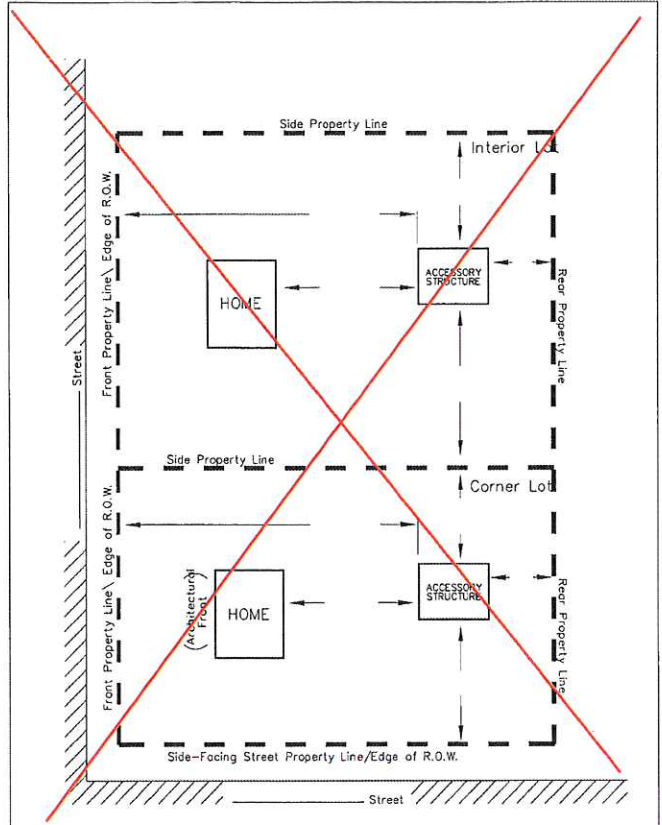 Side Property Line
Interior Lot
Front Property Line\ Edge of R.O.W.
ACCESSORY
STRUCTURE
HOME
Rear Property Line
Street
Side Property Line
Corner Lot
Front Property Line\ Edge of R.O.W.
(Architectural
Front)
HOME
ACCESSORY
STRUCTURE
Rear Property Line
Side-Facing Street Property Line/Edge of R.O.W.
Street